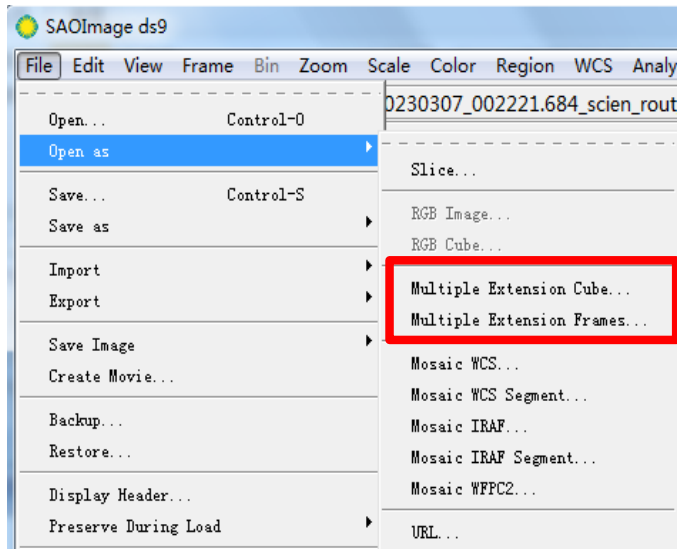 SAOImage ds9
File Edit View Frame Bin Zoom Scale Color Region WCS Analy
0230307_002221.684_scien_rout
Open... Control-O
Open as
Save... Control-S
Save as
Import
Export
Save Image
Create Movie...
Backup...
Restore...
Display Header...
Preserve During Load
Slice...
RGB Image...
RGB Cube...
Multiple Extension Cube...
Multiple Extension Frames...
Mosaic WCS...
Mosaic WCS Segment...
Mosaic IRAF...
Mosaic IRAF Segment...
Mosaic WFPC2...
URL...